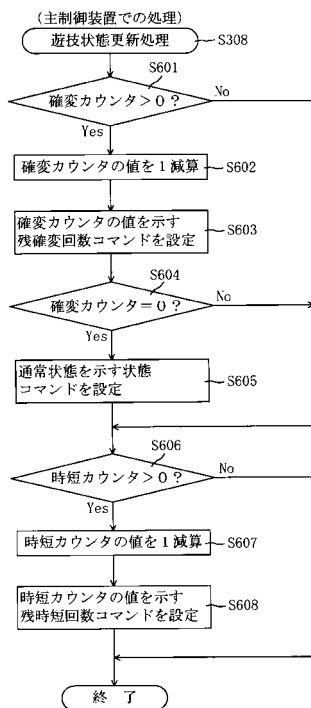 (主制御装置での処理)
遊技状態更新処理
S308
S601
確変カウンタ>0?
No
Yes
確変カウンタの値を1減算
S602
確変カウンタの値を示す
残確変回数コマンドを設定
S603
S604
確変カウンタ=0?
No
Yes
通常状態を示す状態
コマンドを設定
S605
S606
時短カウンタ>0?
No
Yes
時短カウンタの値を1減算
S607
時短カウンタの値を示す
残時短回数コマンドを設定
S608
終 了